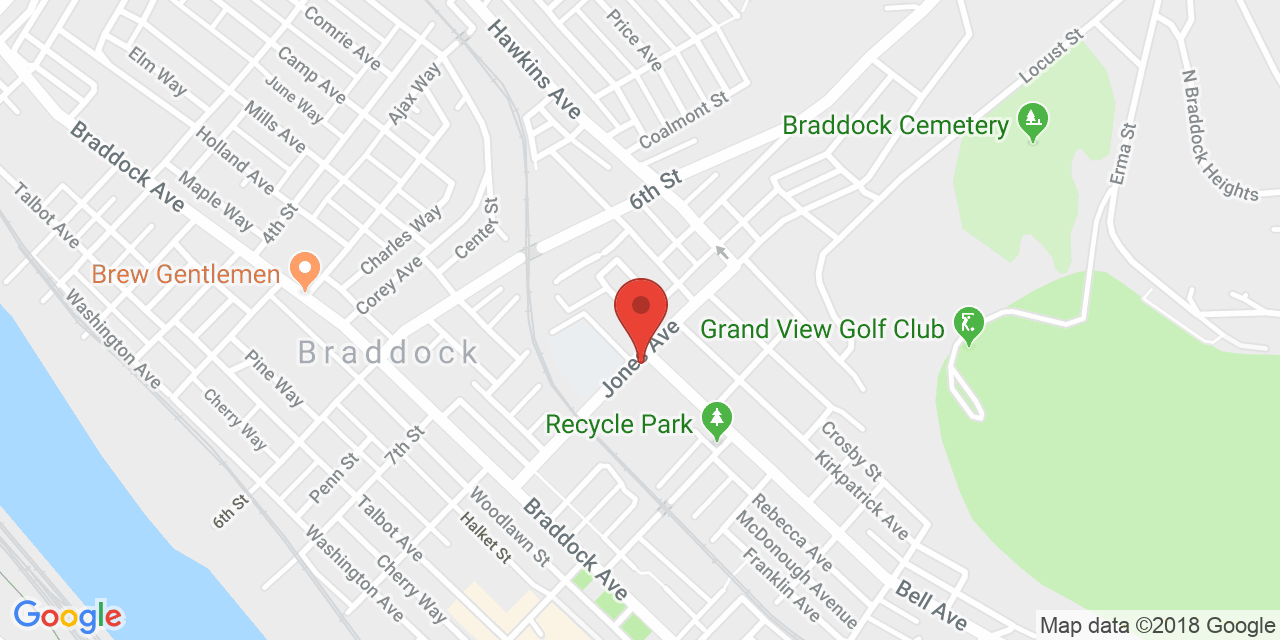 Comrie Ave
Price Ave
Hawkins Ave
Elm Way
Camp Ave
June Way
Ajax Way
Mills Ave
Locust St
N Braddock Heights
Coalmont St
Braddock Cemetery
Erma St
Holland Ave
Braddock Ave
Maple Way
Talbot Ave
4th St
6th St
Charles Way
Center St
Corey Ave
Brew Gentlemen
Washington Ave
Braddock
Jones Ave
Grand View Golf Club
Pine Way
Cherry Way
Recycle Park
7th St
Penn St
6th St
Talbot Ave
Crosby St
Kirkpatrick Ave
Woodlawn St
Halket St
Braddock Ave
Rebecca Ave
McDonough Avenue
Franklin Ave
Washington Ave
Cherry Way
Bell Ave
Google
Map data ©2018 Google